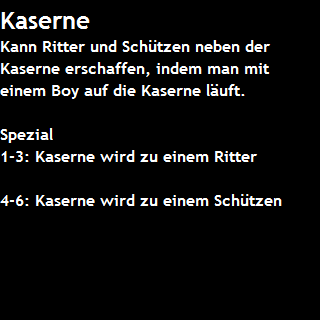 Kaserne
Kann Ritter und Schützen neben der
Kaserne erschaffen, indem man mit
einem Boy auf die Kaserne läuft.
Spezial
1-3: Kaserne wird zu einem Ritter
4-6: Kaserne wird zu einem Schützen